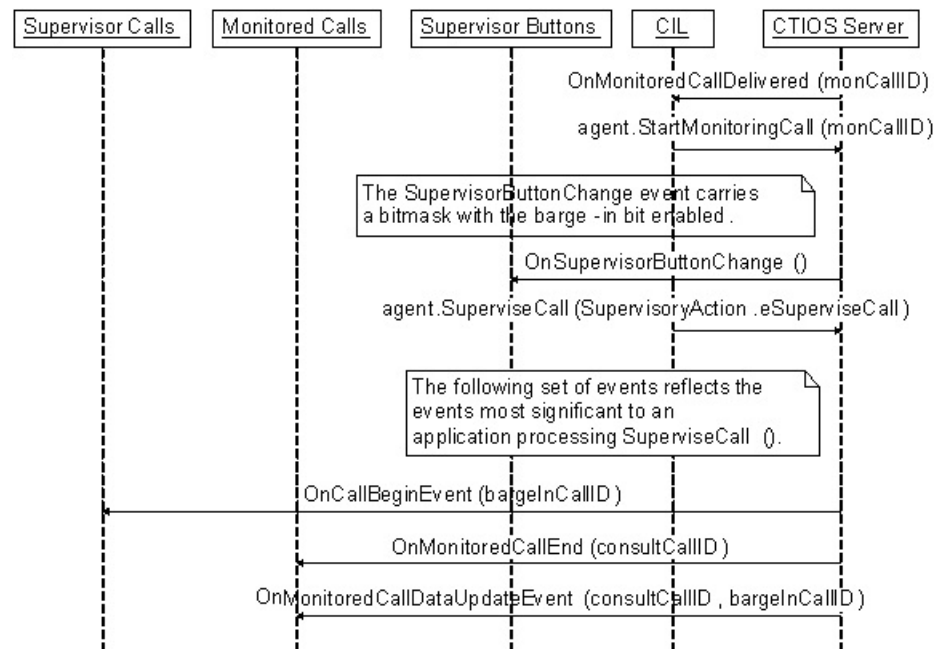 Supervisor Calls
Monitored Calls
Supervisor Buttons
CIL
CTIOS Server
OnMonitoredCallDelivered (monCallID)
agent.StartMonitoringCall (monCallID)
The SupervisorButtonChange event carries
a bitmask with the barge -in bit enabled .
OnSupervisorButtonChange ()
agent.SuperviseCall (SupervisoryAction .eSuperviseCall )
The following set of events reflects the
events most significant to an
application processing SuperviseCall ().
OnCallBeginEvent (bargeInCallID )
OnMonitoredCallEnd (consultCallID )
OnMonitoredCallDataUpdateEvent (consultCallID , bargeInCallID )